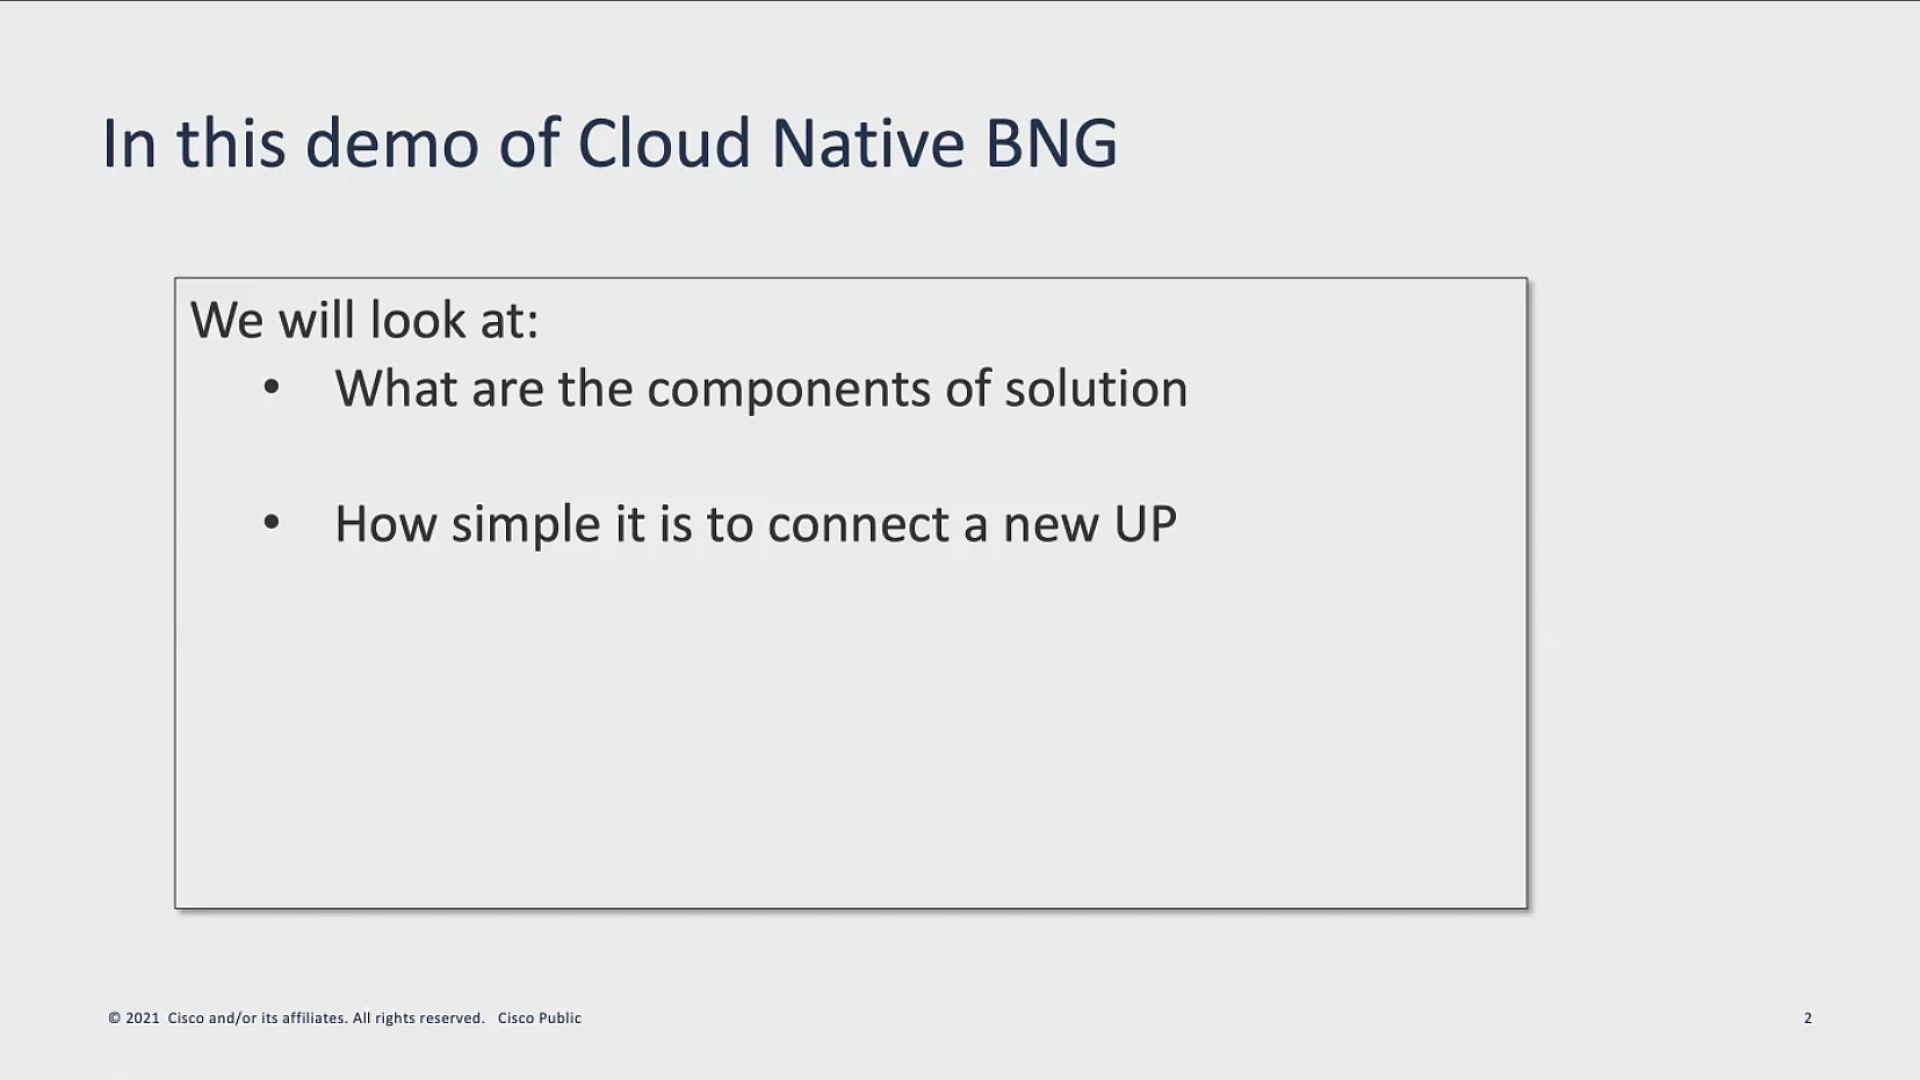 In this demo of Cloud Native BNG
We will look at:
• What are the components of solution
• How simple it is to connect a new UP
© 2021 Cisco and/or its affiliates. All rights reserved. Cisco Public
2